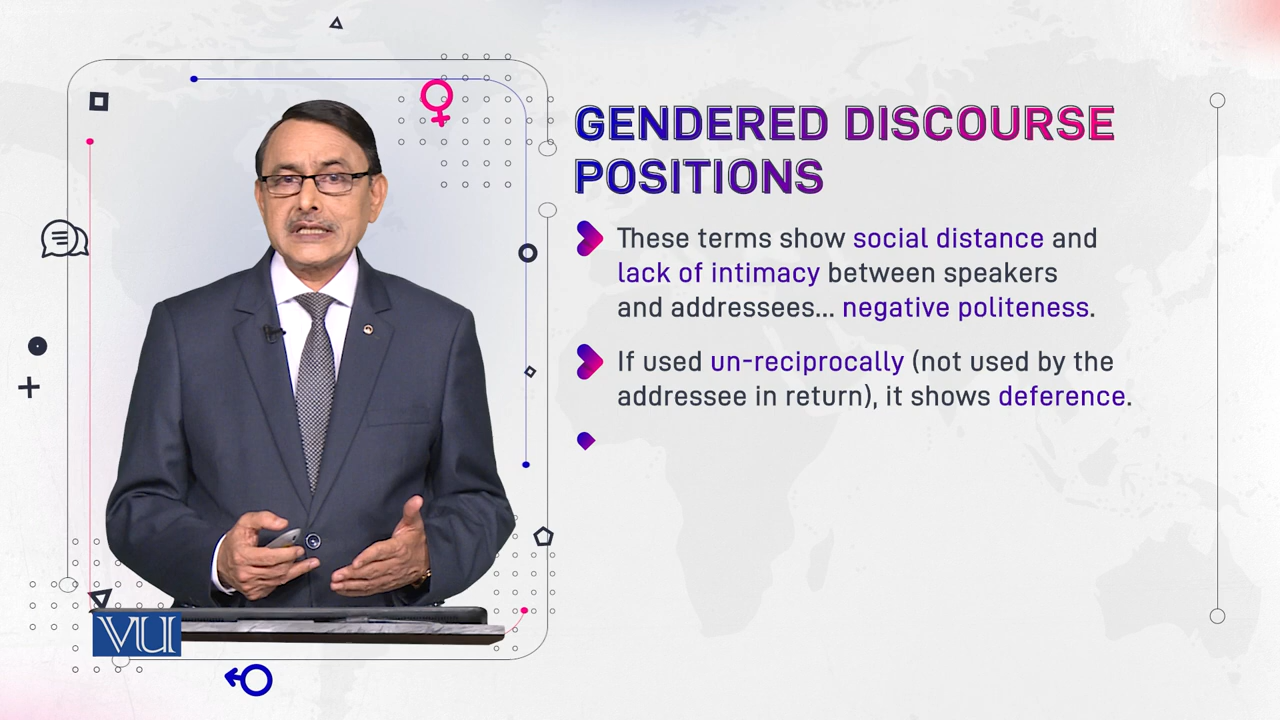 GENDERED DISCOURSE
POSITIONS
These terms show social distance and
lack of intimacy between speakers
and addressees... negative politeness.
If used un-reciprocally (not used by the
addressee in return), it shows deference.
VU